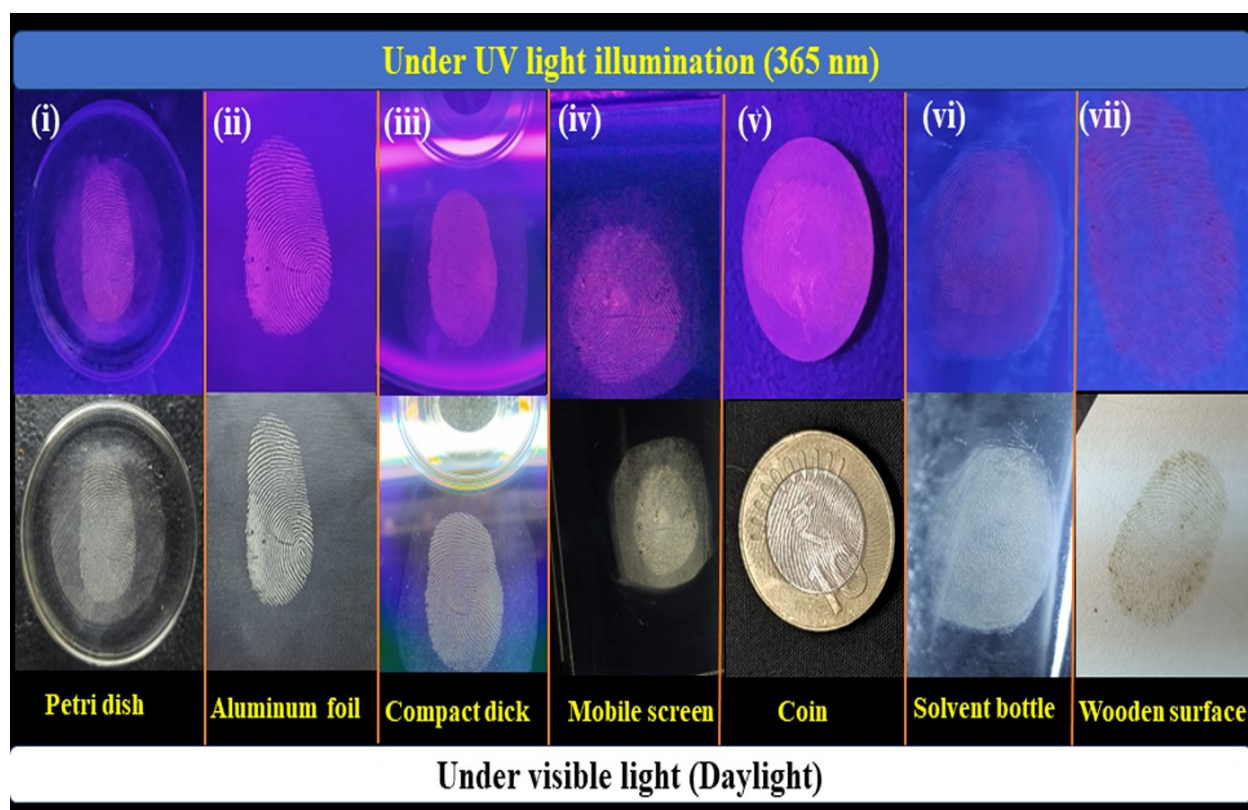 Under UV light illumination (365 nm)
(i) (ii) (iii) (iv) (v) (vi) (vii)
Petri dish Aluminum foil Compact dick Mobile screen Coin Solvent bottle Wooden surface
Under visible light (Daylight)